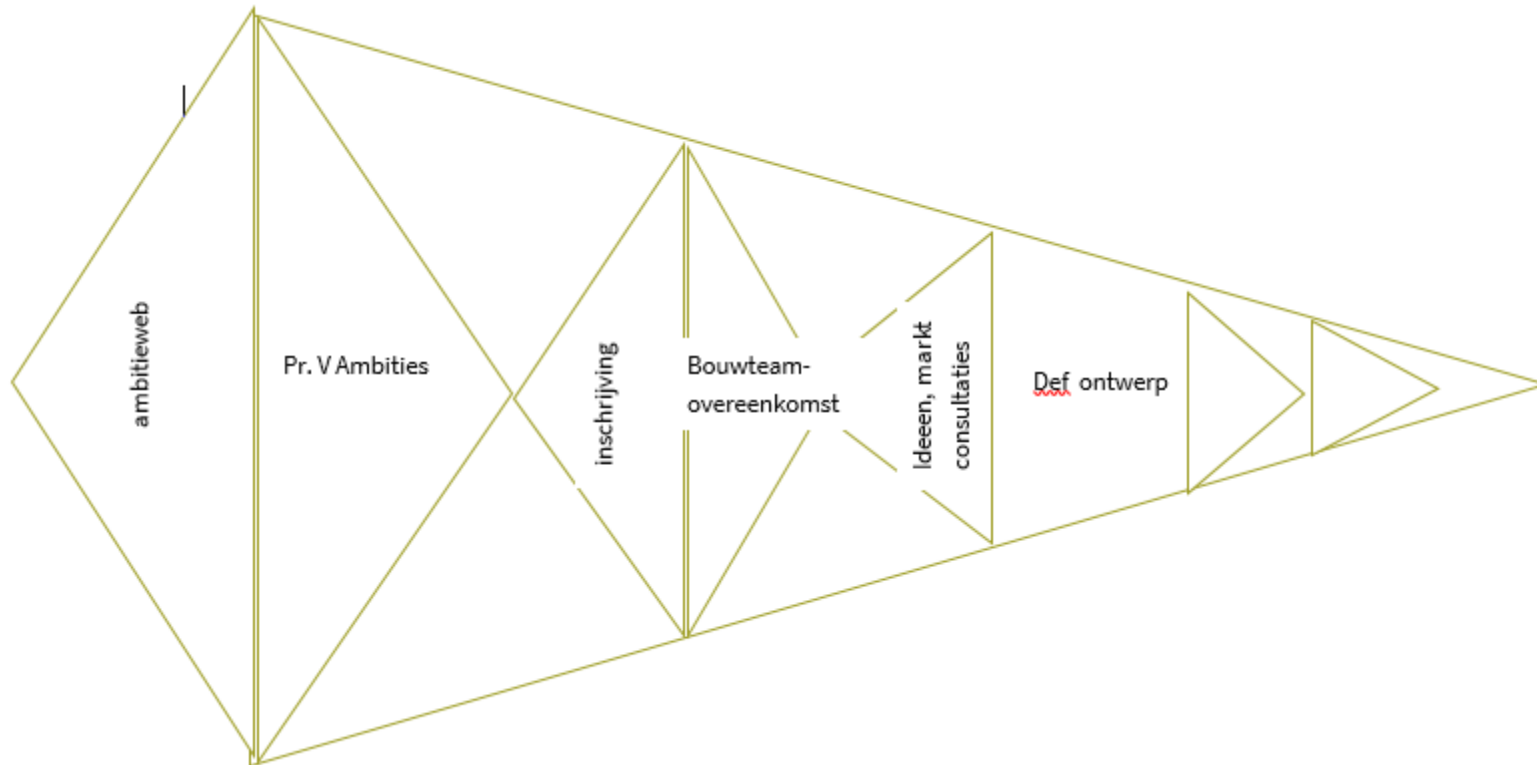 ambitieweb
Pr. V Ambities
inschrijving
Bouwteam-
overeenkomst
Ideeen, markt
consultaties
Def ontwerp